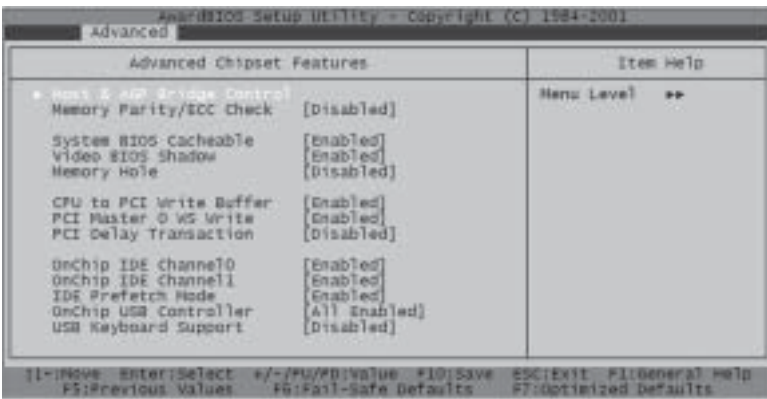 AwardBIOS Setup Utility - Copyright (C) 1984-2001
Advanced
Advanced Chipset Features
Item Help
▶ Host & AGP Bridge Control
Menu Level ▶▶
Memory Parity/ECC Check [Disabled]
System BIOS Cacheable [Enabled]
Video BIOS Shadow [Enabled]
Memory Hole [Disabled]
CPU to PCI Write Buffer [Enabled]
PCI Master 0 WS Write [Enabled]
PCI Delay Transaction [Disabled]
OnChip IDE Channel0 [Enabled]
OnChip IDE Channel1 [Enabled]
IDE Prefetch Mode [Enabled]
OnChip USB Controller [All Enabled]
USB Keyboard Support [Disabled]
:Move Enter:Select +/-/PU/PD:Value F10:Save ESC:Exit F1:General Help
F5:Previous Values F6:Fail-Safe Defaults F7:Optimized Defaults